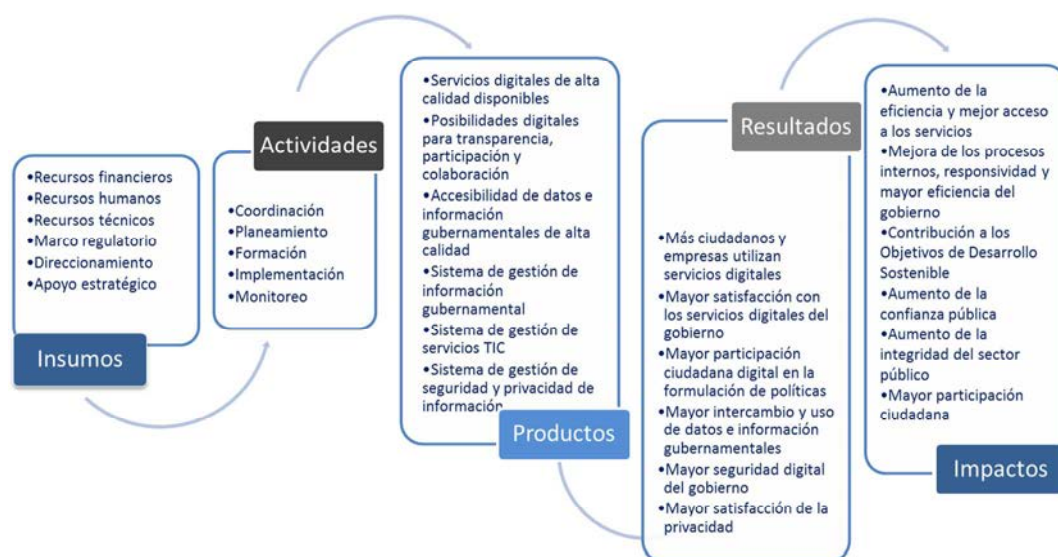 •Recursos financieros
•Recursos humanos
•Recursos técnicos
•Marco regulatorio
•Direccionamiento
•Apoyo estratégico
Insumos
Actividades
•Coordinación
•Planeamiento
•Formación
•Implementación
•Monitoreo
•Servicios digitales de alta
calidad disponibles
•Posibilidades digitales
para transparencia,
participación y
colaboración
•Accesibilidad de datos e
información
gubernamentales de alta
calidad
•Sistema de gestión de
información
gubernamental
•Sistema de gestión de
servicios TIC
•Sistema de gestión de
seguridad y privacidad de
información
Productos
Resultados
•Más ciudadanos y
empresas utilizan
servicios digitales
•Mayor satisfacción con
los servicios digitales del
gobierno
•Mayor participación
ciudadana digital en la
formulación de políticas
•Mayor intercambio y uso
de datos e información
gubernamentales
•Mayor seguridad digital
del gobierno
•Mayor satisfacción de la
privacidad
•Aumento de la
eficiencia y mejor acceso
a los servicios
•Mejora de los procesos
internos, responsividad y
mayor eficiencia del
gobierno
•Contribución a los
Objetivos de Desarrollo
Sostenible
•Aumento de la
confianza pública
•Aumento de la
integridad del sector
público
•Mayor participación
ciudadana
Impactos